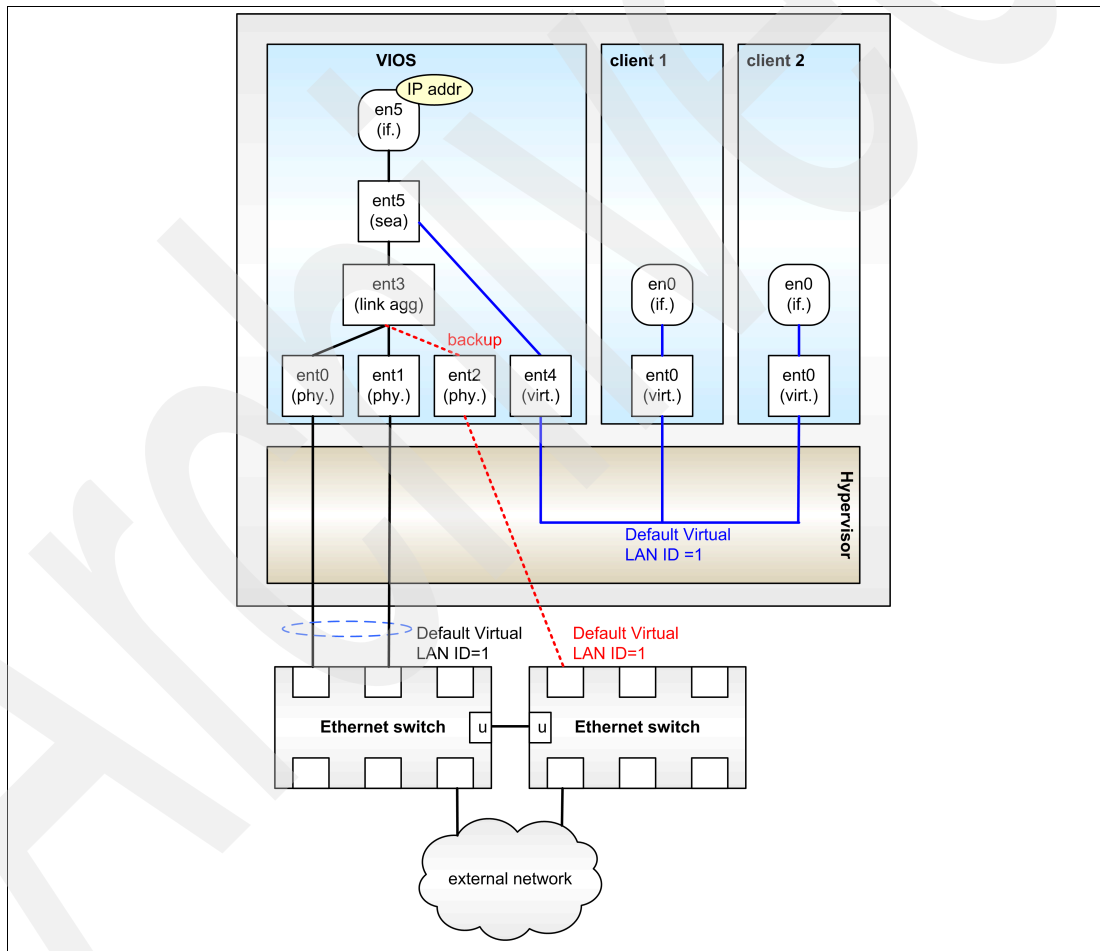 VIOS
client 1
client 2
IP addr
en5
(if.)
ent5
(sea)
ent3
(link agg)
en0
(if.)
en0
(if.)
backup
ent0
(phy.)
ent1
(phy.)
ent2
(phy.)
ent4
(virt.)
ent0
(virt.)
ent0
(virt.)
Hypervisor
Default Virtual
LAN ID =1
Default Virtual
LAN ID=1
Default Virtual
LAN ID=1
Ethernet switch
u
u
Ethernet switch
external network